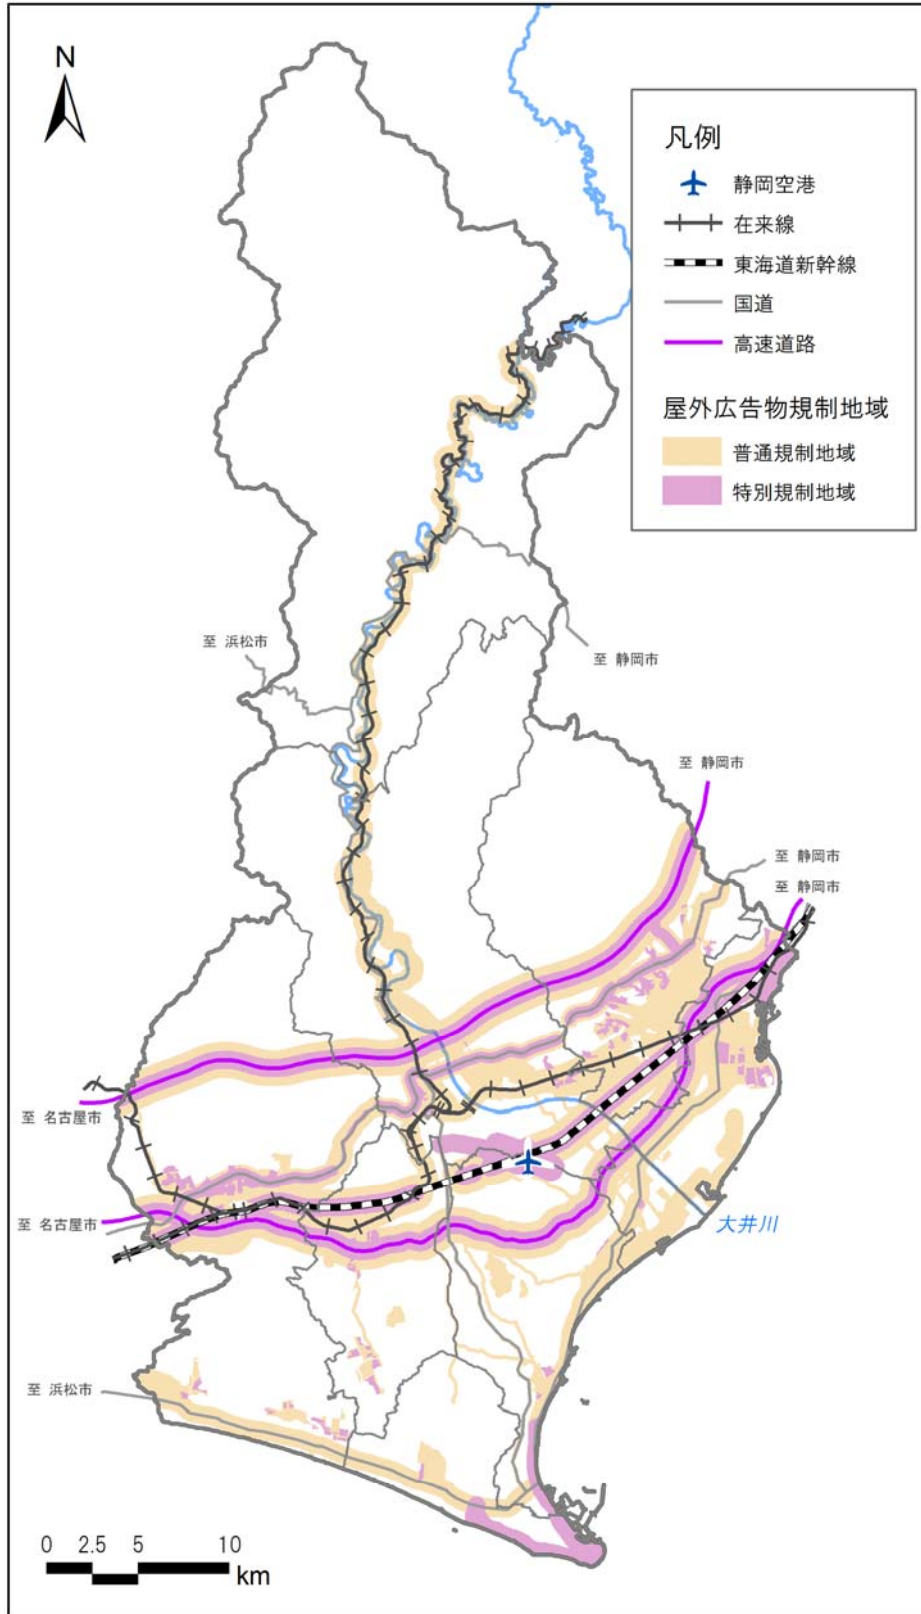 N
凡例
静岡空港
在来線
東海道新幹線
国道
高速道路
屋外広告物規制地域
普通規制地域
特別規制地域
至 浜松市
至 静岡市
至 静岡市
至 静岡市
至 静岡市
至 名古屋市
至 名古屋市
大井川
至 浜松市
0 2.5 5 10
km